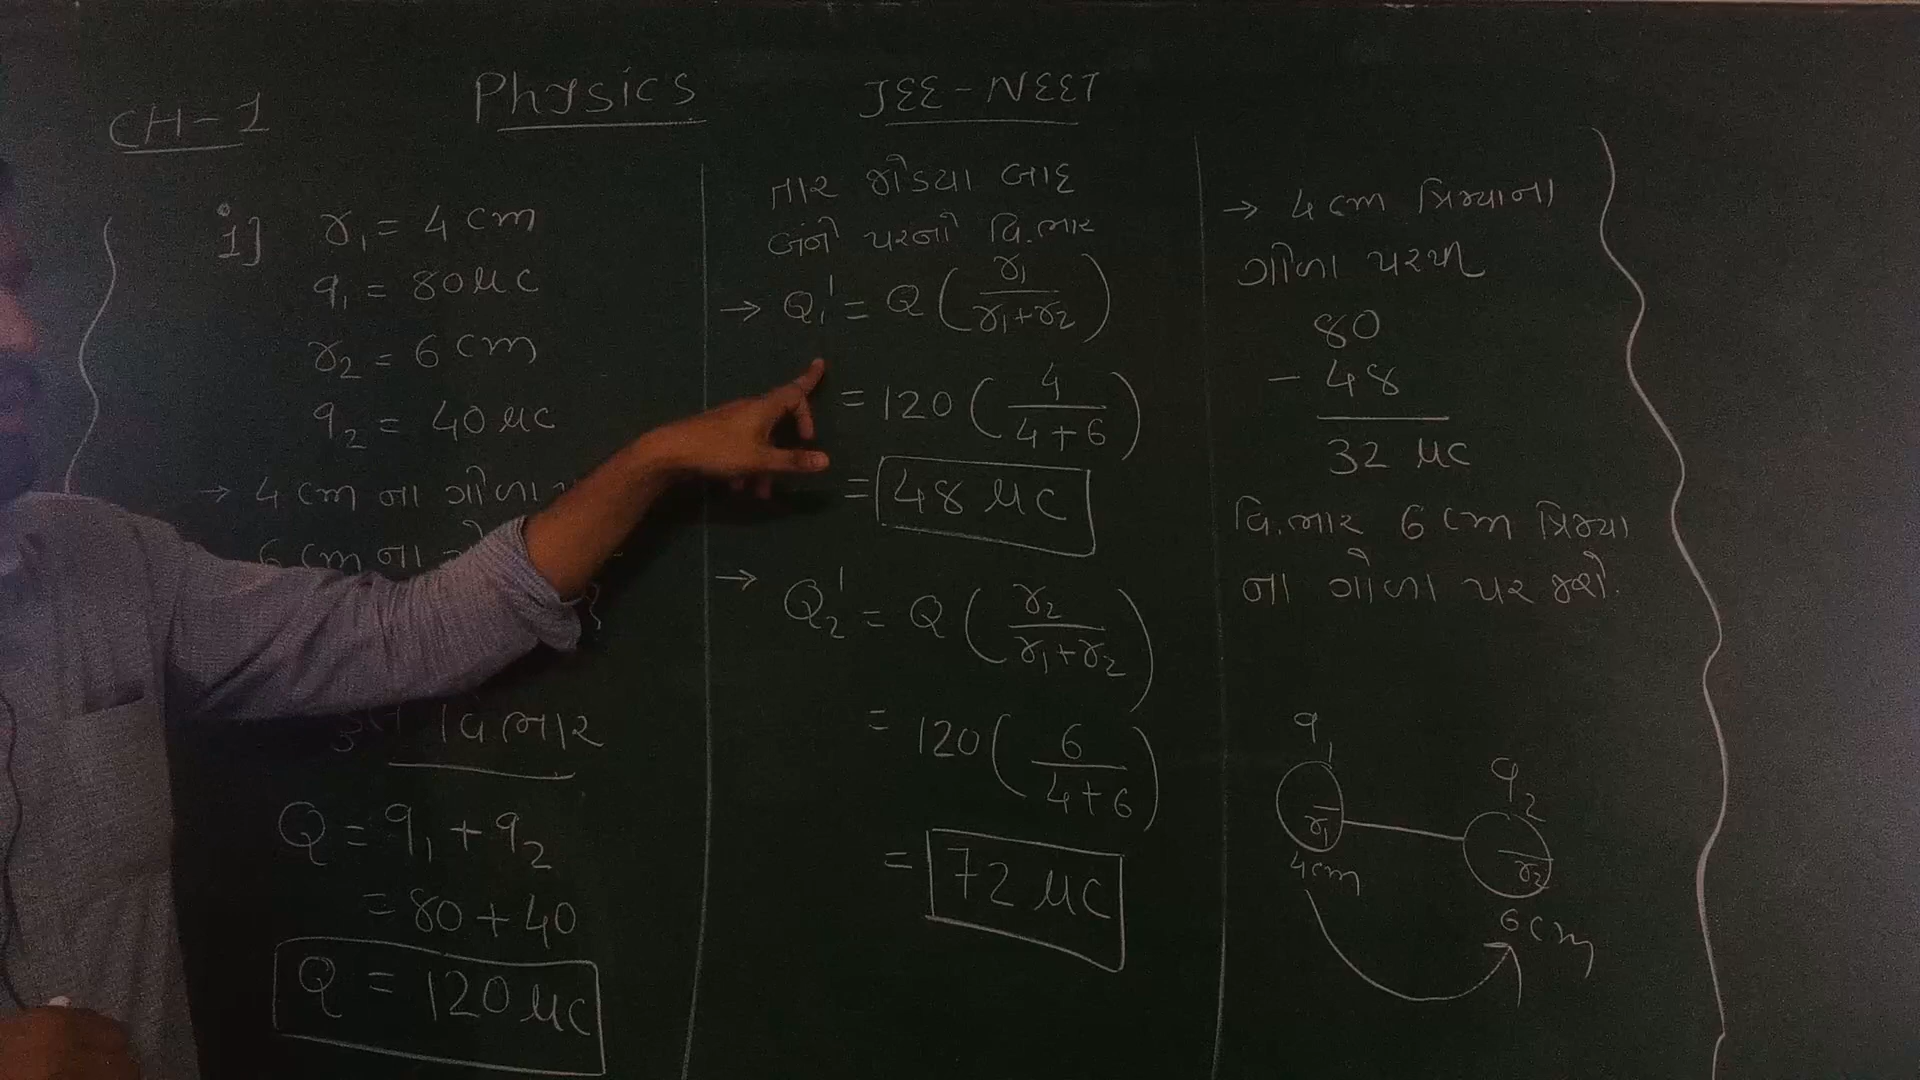 CH-1
Physics
JEE-NEET
1] r₁ = 4 cm
q₁ = 80 μc
r₂ = 6 cm
q₂ = 40 μc
→ 4 cm ના ગોળા
6 cm ના
વિ.ભાર
Q = q₁ + q₂
= 80 + 40
Q = 120 μc
તાર જોડયા બાદ
બંને પરનો વિ.ભાર
→ Q₁' = Q (r₁/(r₁+r₂))
= 120 (4/(4+6))
= 48 μc
→ Q₂' = Q (r₂/(r₁+r₂))
= 120 (6/(4+6))
= 72 μc
→ 4 cm ત્રિજ્યાના
ગોળા પરથી
80
- 48
32 μc
વિ.ભાર 6 cm ત્રિજ્યા
ના ગોળા પર જશે.
q₁
q₂
r₁
r₂
4cm
6cm